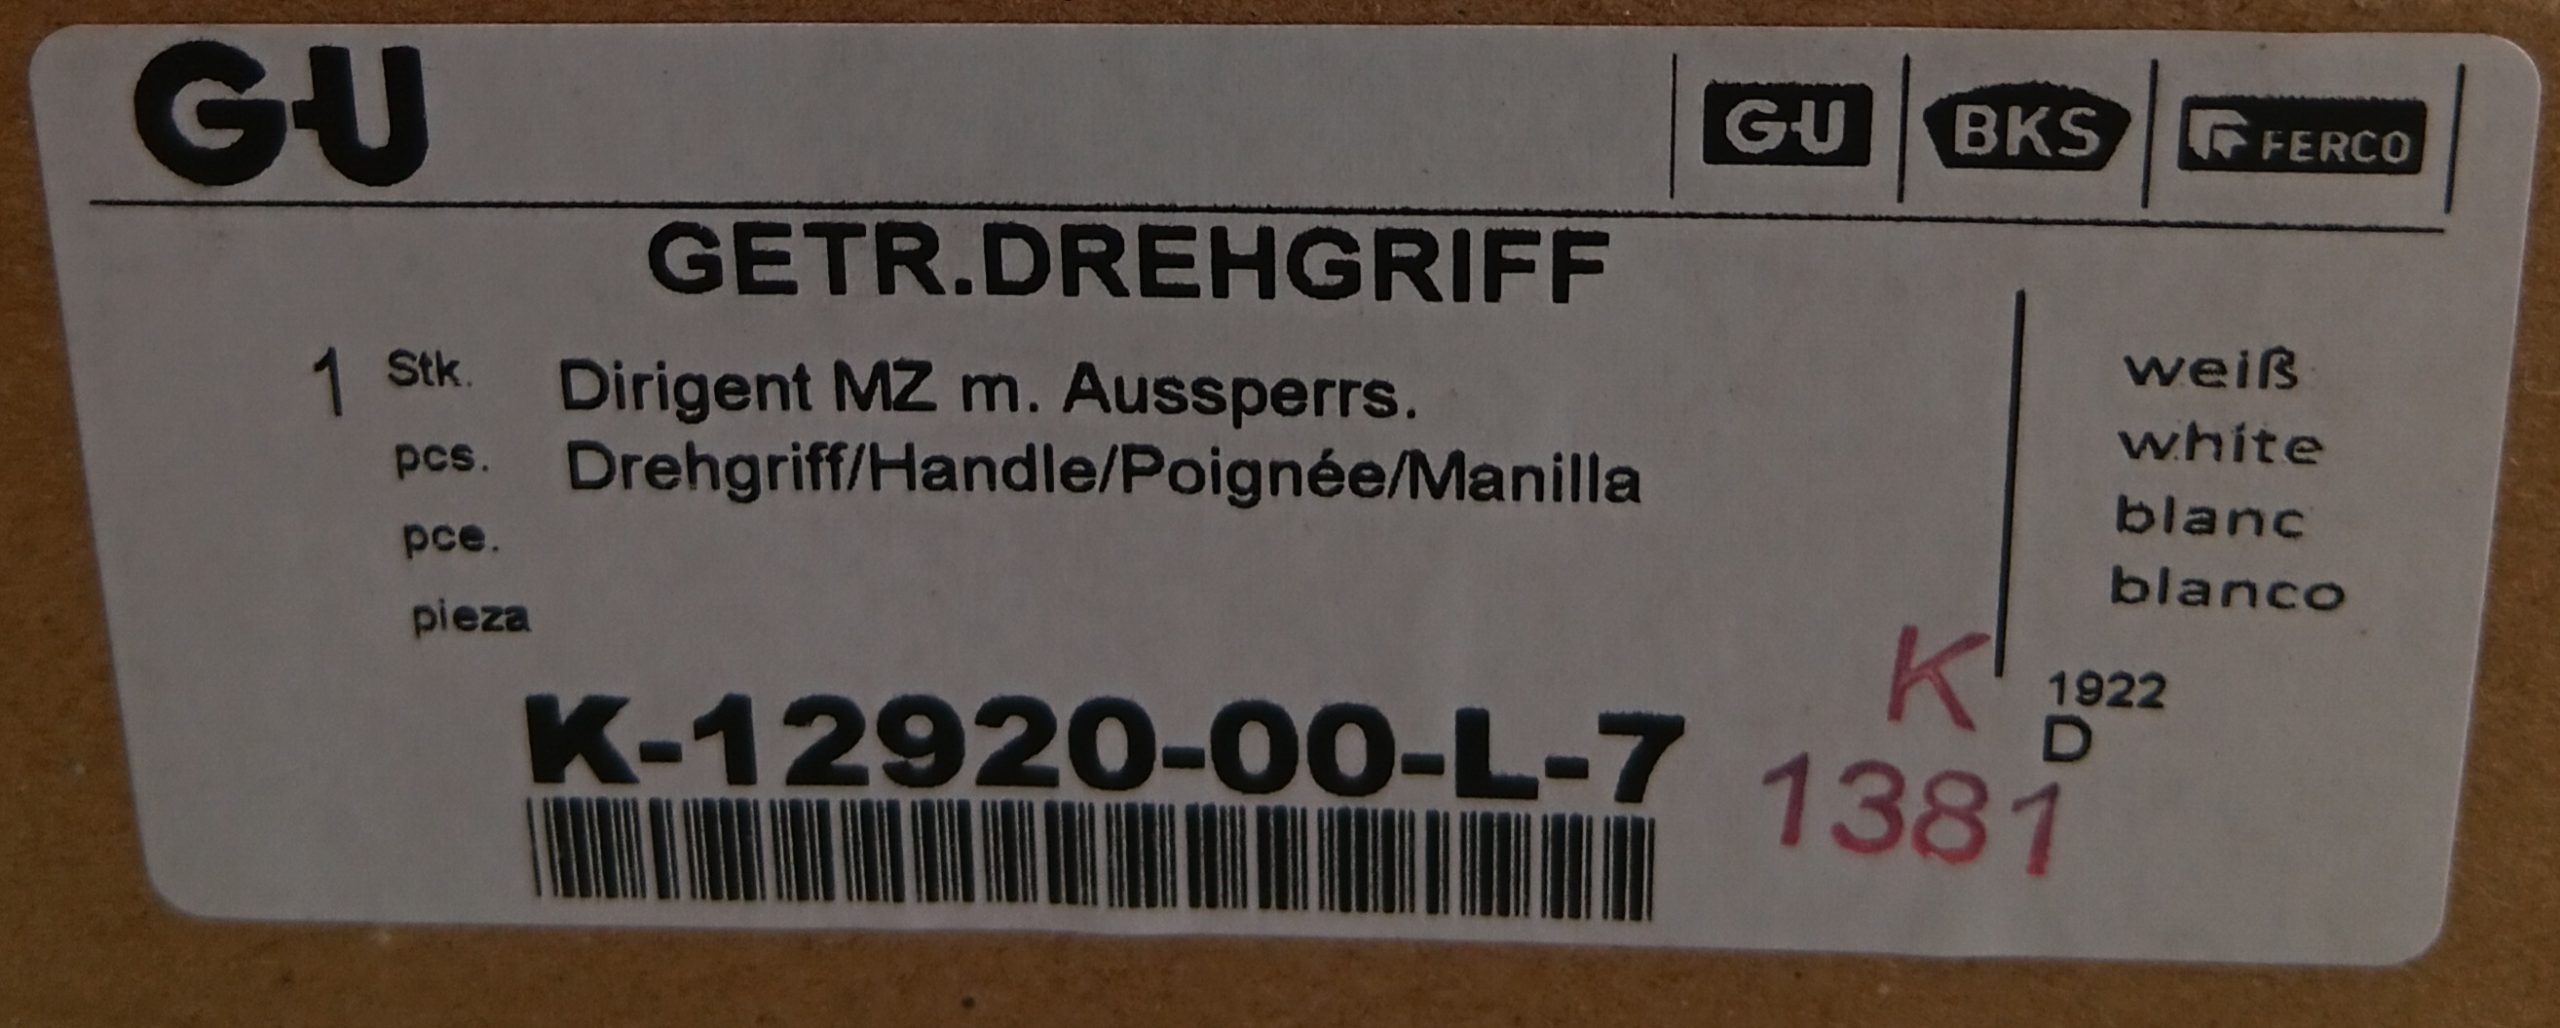 G-U
G-U BKS FERCO
GETR.DREHGRIFF
1 Stk. Dirigent MZ m. Aussperrs.
pcs. Drehgriff/Handle/Poignée/Manilla
pce.
pieza
weiß
white
blanc
blanco
K-12920-00-L-7
1922
D
K
1381